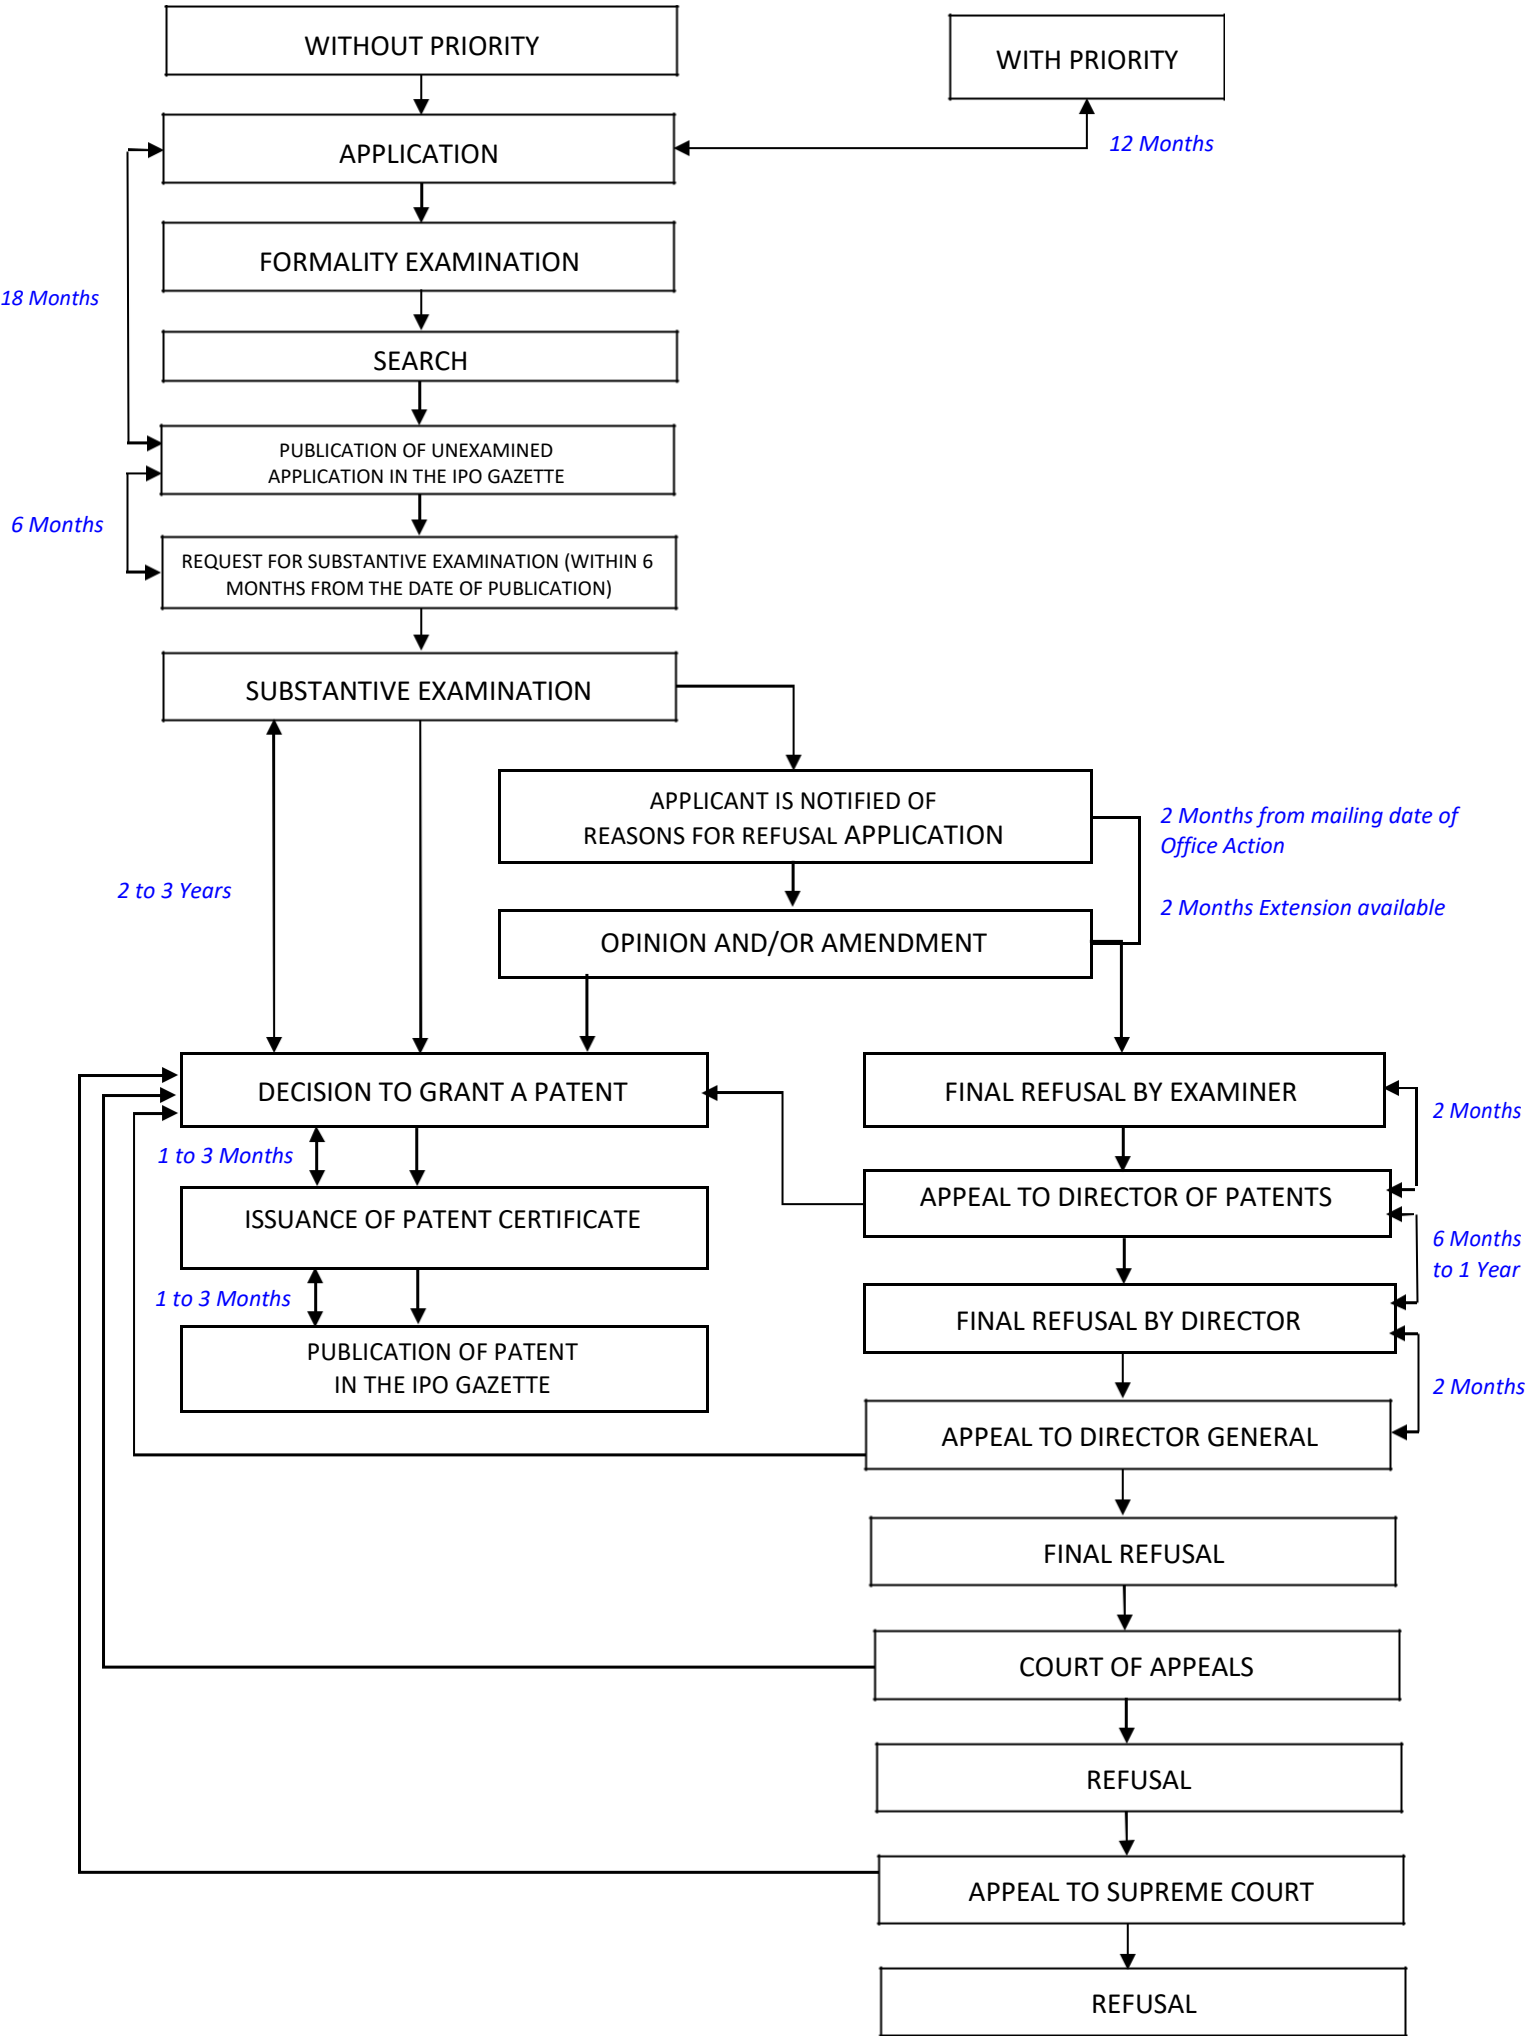 WITHOUT PRIORITY
WITH PRIORITY
12 Months
APPLICATION
FORMALITY EXAMINATION
18 Months
SEARCH
PUBLICATION OF UNEXAMINED
APPLICATION IN THE IPO GAZETTE
6 Months
REQUEST FOR SUBSTANTIVE EXAMINATION (WITHIN 6
MONTHS FROM THE DATE OF PUBLICATION)
SUBSTANTIVE EXAMINATION
APPLICANT IS NOTIFIED OF
REASONS FOR REFUSAL APPLICATION
2 Months from mailing date of
Office Action
2 to 3 Years
2 Months Extension available
OPINION AND/OR AMENDMENT
DECISION TO GRANT A PATENT
FINAL REFUSAL BY EXAMINER
2 Months
1 to 3 Months
ISSUANCE OF PATENT CERTIFICATE
APPEAL TO DIRECTOR OF PATENTS
6 Months
to 1 Year
1 to 3 Months
FINAL REFUSAL BY DIRECTOR
PUBLICATION OF PATENT
IN THE IPO GAZETTE
2 Months
APPEAL TO DIRECTOR GENERAL
FINAL REFUSAL
COURT OF APPEALS
REFUSAL
APPEAL TO SUPREME COURT
REFUSAL